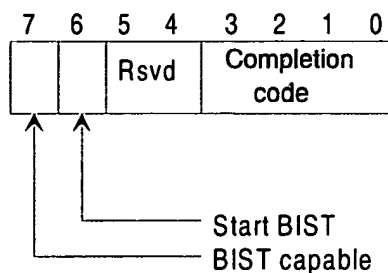 7 6 5 4 3 2 1 0
Rsvd Completion
code
Start BIST
BIST capable